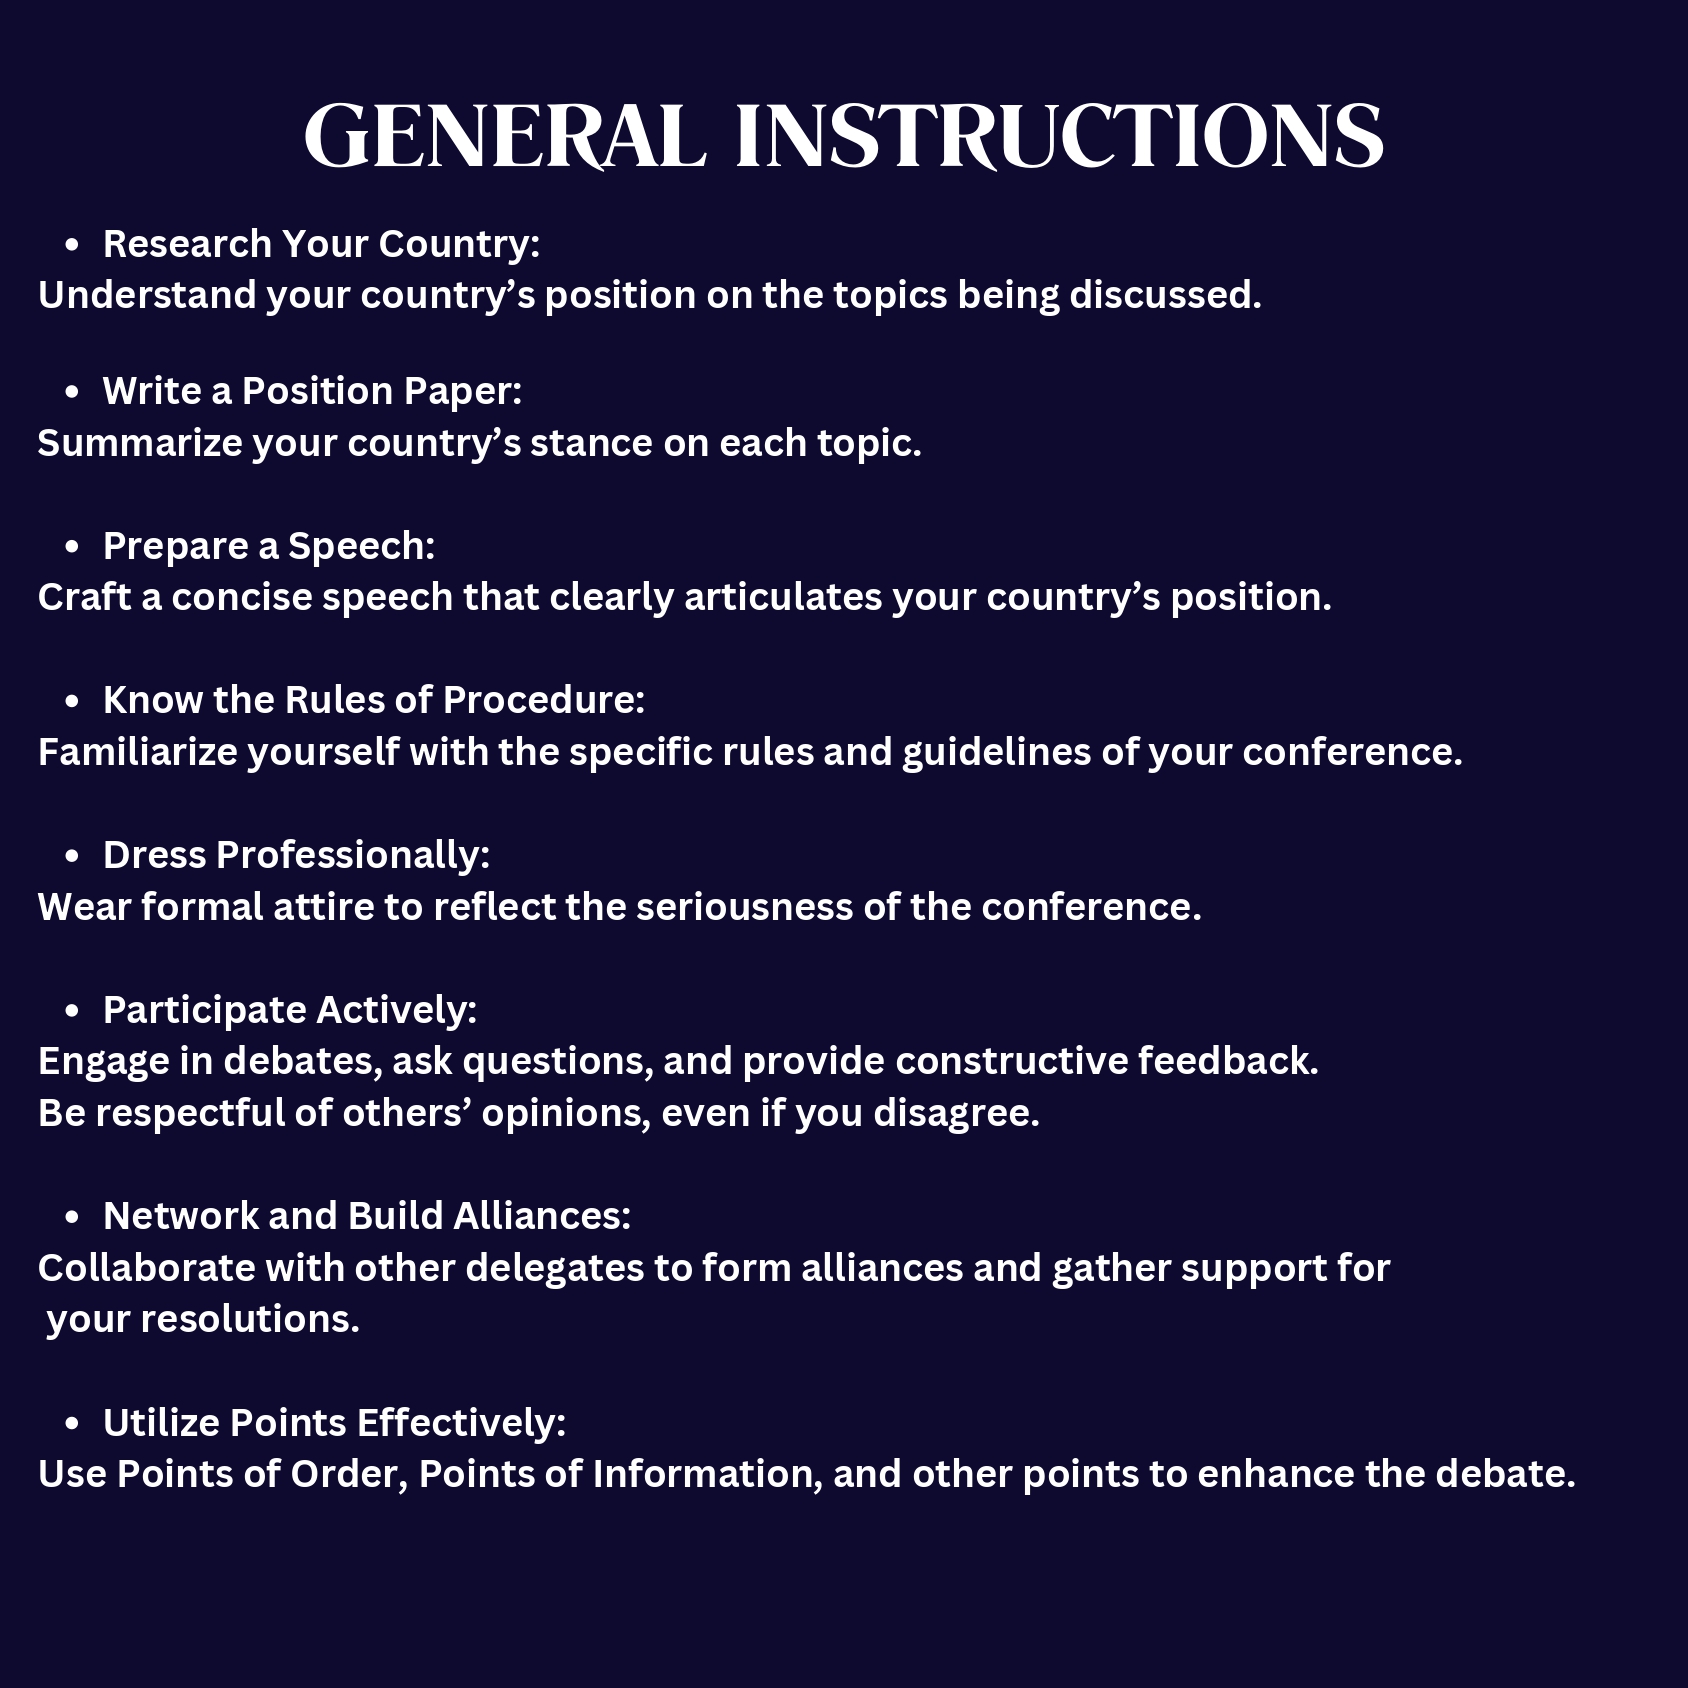 GENERAL INSTRUCTIONS
• Research Your Country:
Understand your country’s position on the topics being discussed.
• Write a Position Paper:
Summarize your country’s stance on each topic.
• Prepare a Speech:
Craft a concise speech that clearly articulates your country’s position.
• Know the Rules of Procedure:
Familiarize yourself with the specific rules and guidelines of your conference.
• Dress Professionally:
Wear formal attire to reflect the seriousness of the conference.
• Participate Actively:
Engage in debates, ask questions, and provide constructive feedback.
Be respectful of others’ opinions, even if you disagree.
• Network and Build Alliances:
Collaborate with other delegates to form alliances and gather support for
your resolutions.
• Utilize Points Effectively:
Use Points of Order, Points of Information, and other points to enhance the debate.